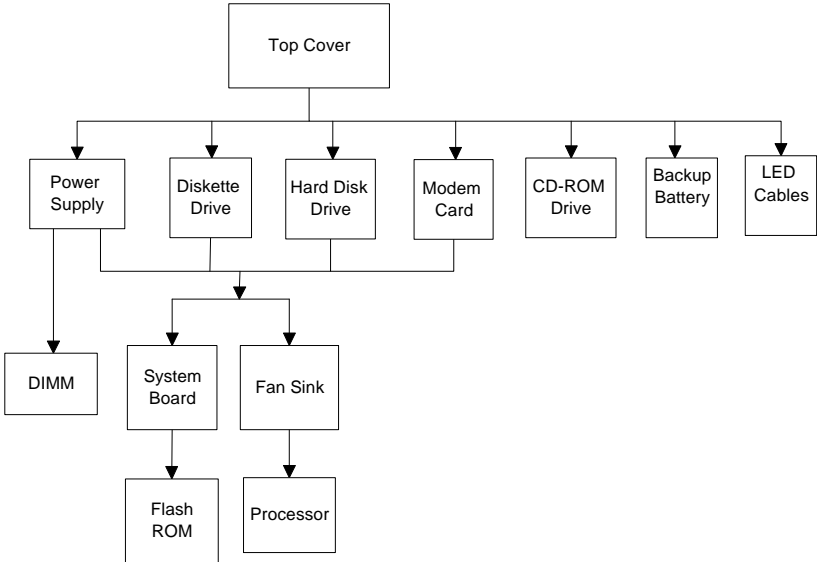 Top Cover
Power
Supply
Diskette
Drive
Hard Disk
Drive
Modem
Card
CD-ROM
Drive
Backup
Battery
LED
Cables
DIMM
System
Board
Fan Sink
Flash
ROM
Processor